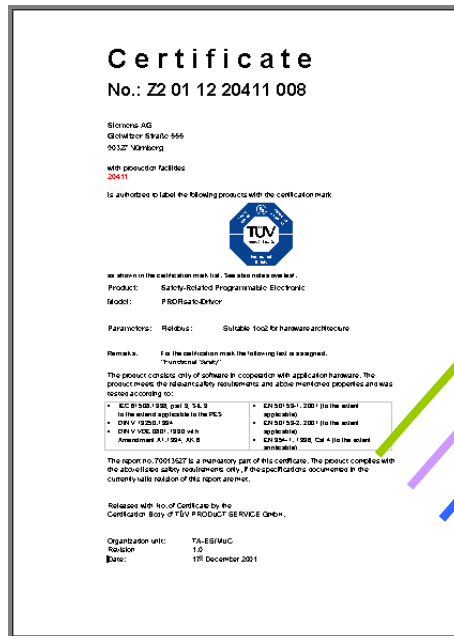 Certificate
No.: Z2 01 12 20411 008
Siemens AG
Gleiwitzer Straße 555
90327 Nürnberg
with production facilities
20411
is authorized to label the following products with the certification mark
TÜV
Functional
Safety
as shown in the certification mark list. See also notes overleaf.
Product: Safety-Related Programmable Electronic
Model: PROFIsafe-Driver
Parameters: Fieldbus: Suitable 1oo2 for hardware architecture
Remarks. For the certification mark the following text is assigned.
"Functional Safety"
The product consists only of software in cooperation with application hardware. The
product meets the relevant safety requirements and above mentioned properties and was
tested according to:
• IEC 61508.1998, part 3, SIL 3
to the extend applicable to the PES
• DIN V 19250.1994
• DIN V VDE 0801.1990 with
Amendment A1.1994, AK 6
• EN 50159-1. 2001 (to the extent
applicable)
• EN 50159-2. 2001 (to the extent
applicable)
• EN 954-1. 1996, Cat 4 (to the extent
applicable)
The report no. 70013527 is a mandatory part of this certificate. The product complies with
the above listed safety requirements only, if the specifications documented in the
currently valid revision of this report are met.
Released with No. of Certificate by the
Certification Body of TÜV PRODUCT SERVICE GmbH.
Organization unit: TA-ESI/MUC
Revision 1.0
Date: 17th December 2001